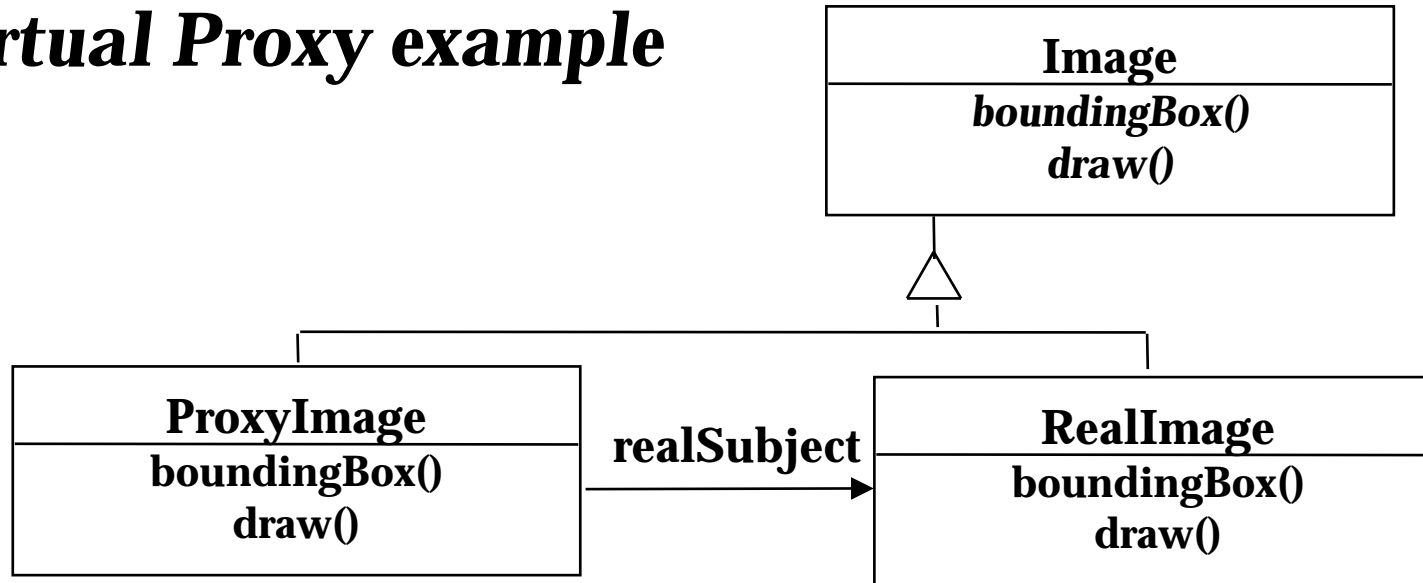 rtual Proxy example
Image
boundingBox()
draw()
ProxyImage
boundingBox()
draw()
realSubject
RealImage
boundingBox()
draw()